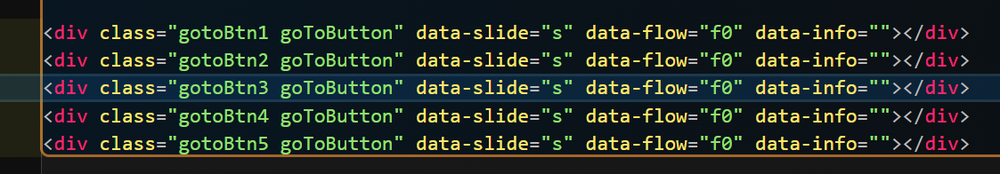 <div class="gotoBtn1 goToButton" data-slide="s" data-flow="f0" data-info=""></div>
<div class="gotoBtn2 goToButton" data-slide="s" data-flow="f0" data-info=""></div>
<div class="gotoBtn3 goToButton" data-slide="s" data-flow="f0" data-info=""></div>
<div class="gotoBtn4 goToButton" data-slide="s" data-flow="f0" data-info=""></div>
<div class="gotoBtn5 goToButton" data-slide="s" data-flow="f0" data-info=""></div>